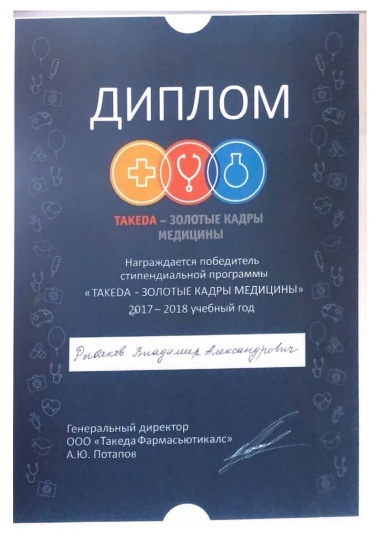 ДИПЛОМ
TAKEDA – ЗОЛОТЫЕ КАДРЫ
МЕДИЦИНЫ
Награждается победитель
стипендиальной программы
«TAKEDA - ЗОЛОТЫЕ КАДРЫ МЕДИЦИНЫ»
2017 – 2018 учебный год
Рыбаков Владимир Александрович
Генеральный директор
ООО «Такеда Фармасьютикалс»
А.Ю. Потапов